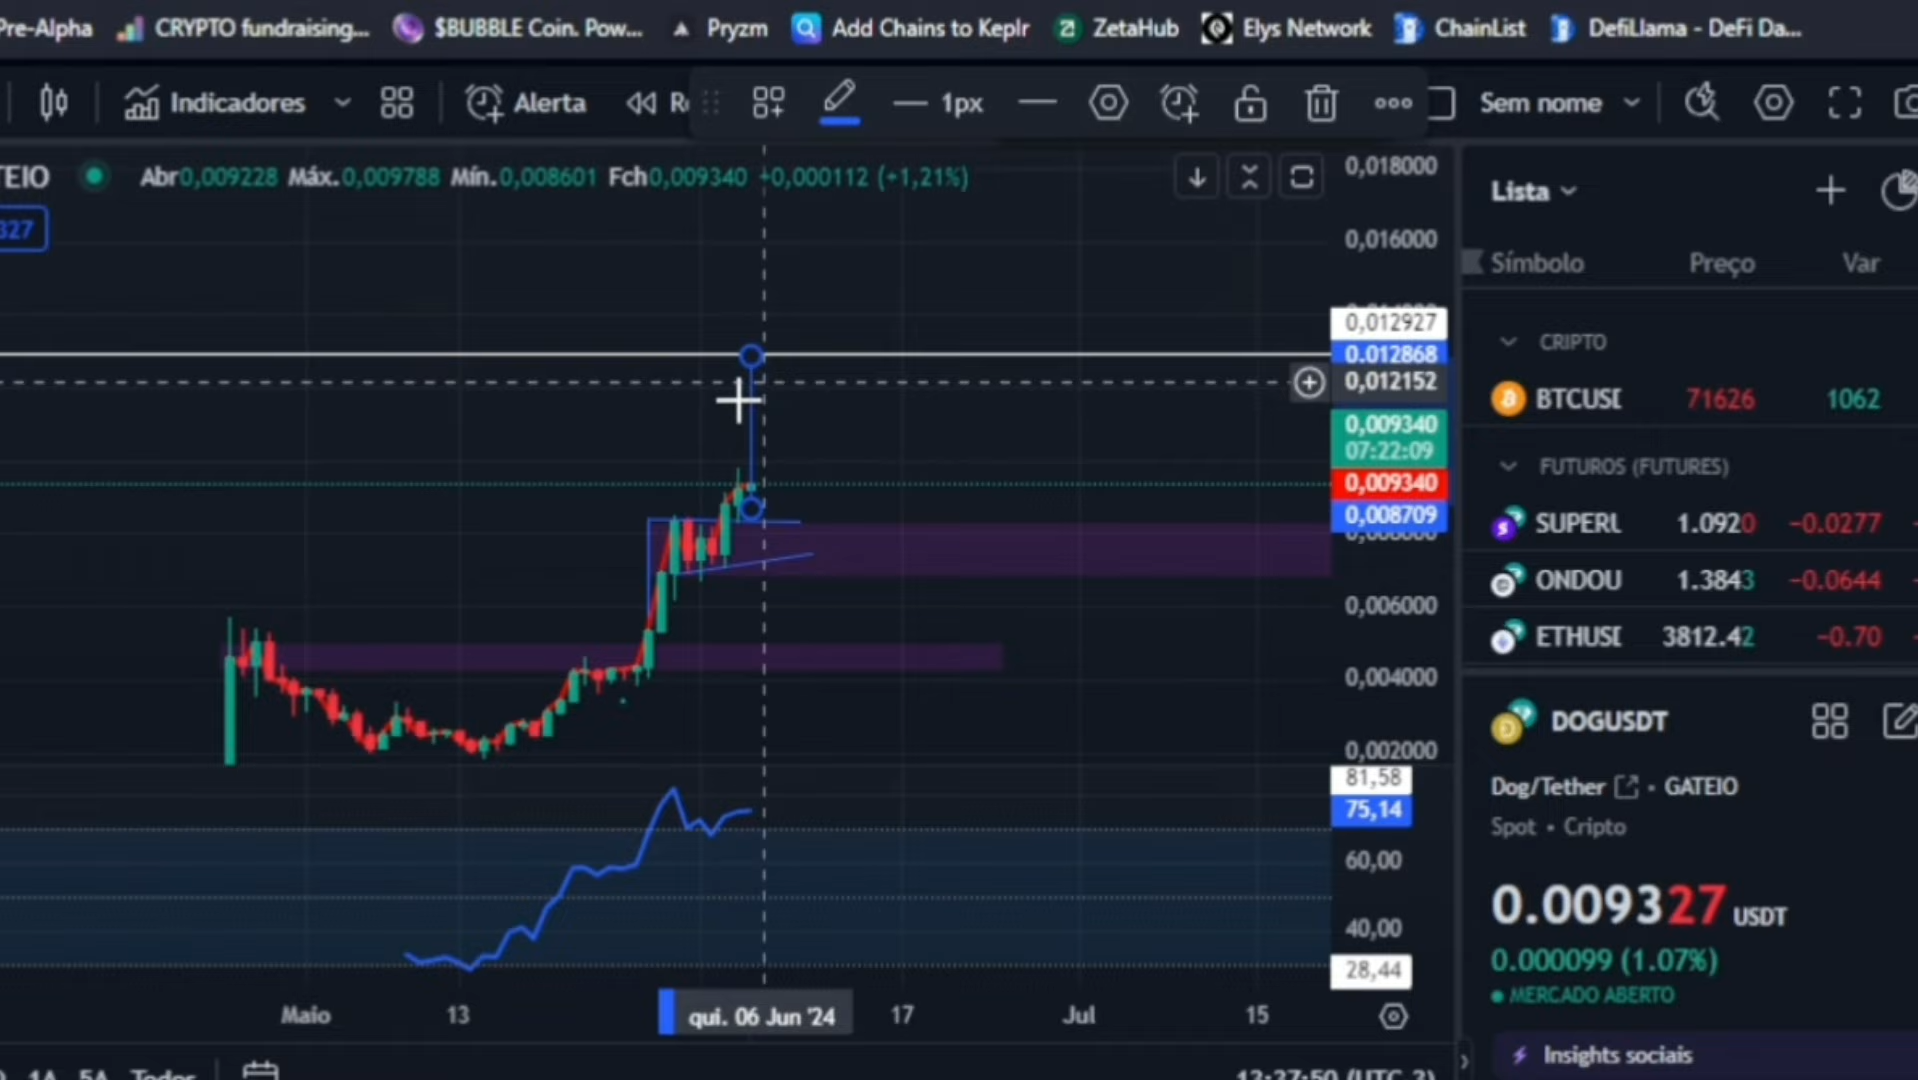 Pre-Alpha CRYPTO fundraising... $BUBBLE Coin. Pow... Pryzm Add Chains to Keplr ZetaHub Elys Network ChainList DefiLlama - DeFi Da...
Indicadores Alerta 1px Sem nome
TEIO Abr0,009228 Máx.0,009788 Mín.0,008601 Fch0,009340 +0,000112 (+1,21%)
327
0,018000
0,016000
0,012927
0.012868
0,012152
0,009340
07:22:09
0,009340
0,008709
0,006000
0,004000
0,002000
81,58
75,14
60,00
40,00
28,44
Maio 13 qui. 06 Jun '24 17 Jul 15
1A 5A Todos
Lista
Símbolo Preço Var
CRIPTO
BTCUSI 71626 1062
FUTUROS (FUTURES)
SUPERL 1.0920 −0.0277
ONDOU 1.3843 −0.0644
ETHUSI 3812.42 −0.70
DOGUSDT
Dog/Tether • GATEIO
Spot • Cripto
0.009327 USDT
0.000099 (1.07%)
MERCADO ABERTO
Insights sociais